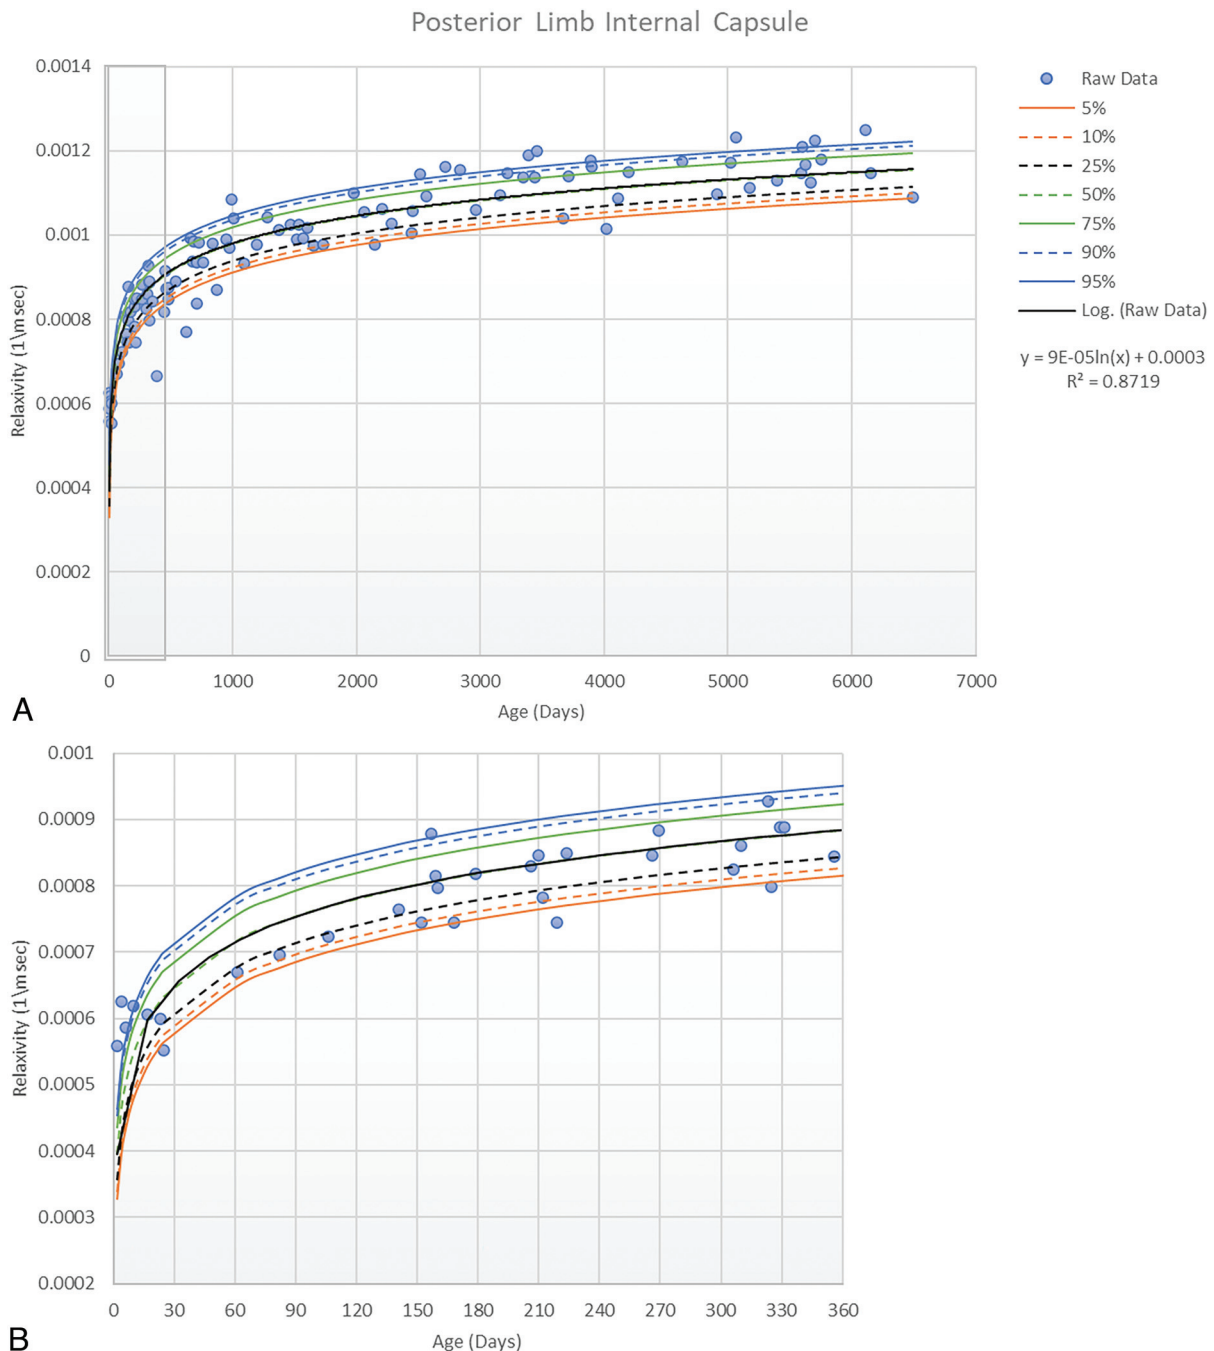 Posterior Limb Internal Capsule
0.0014
0.0012
0.001
0.0008
0.0006
0.0004
0.0002
0
Relaxivity (1\msec)
0 1000 2000 3000 4000 5000 6000 7000
Age (Days)
Raw Data
5%
10%
25%
50%
75%
90%
95%
Log. (Raw Data)
y = 9E-05ln(x) + 0.0003
R² = 0.8719
A
0.001
0.0009
0.0008
0.0007
0.0006
0.0005
0.0004
0.0003
0.0002
Relaxivity (1\msec)
0 30 60 90 120 150 180 210 240 270 300 330 360
Age (Days)
B